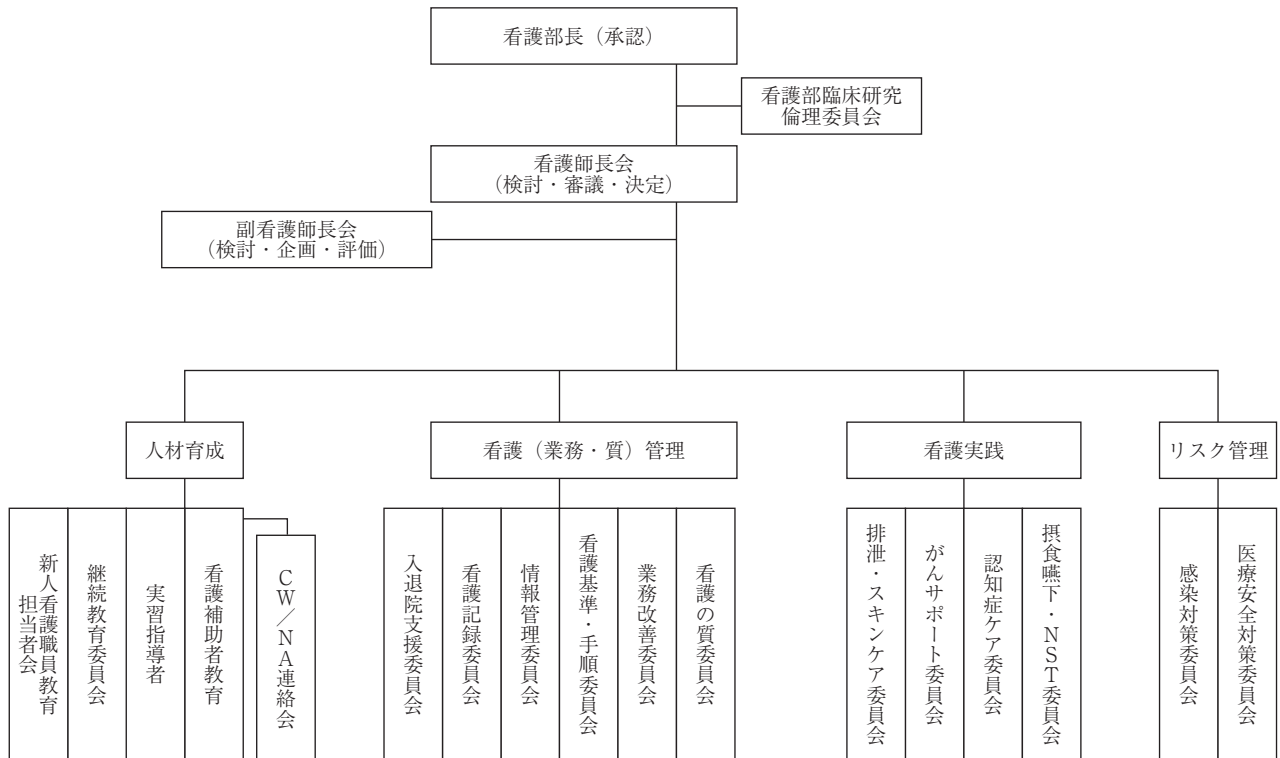 看護部長（承認）
看護部臨床研究
倫理委員会
看護師長会
（検討・審議・決定）
副看護師長会
（検討・企画・評価）
人材育成
看護（業務・質）管理
看護実践
リスク管理
新人看護職員教育
担当者会
継続教育委員会
実習指導者
看護補助者教育
CW／NA連絡会
入退院支援委員会
看護記録委員会
情報管理委員会
看護基準・手順委員会
業務改善委員会
看護の質委員会
排泄・スキンケア委員会
がんサポート委員会
認知症ケア委員会
摂食嚥下・NST委員会
感染対策委員会
医療安全対策委員会